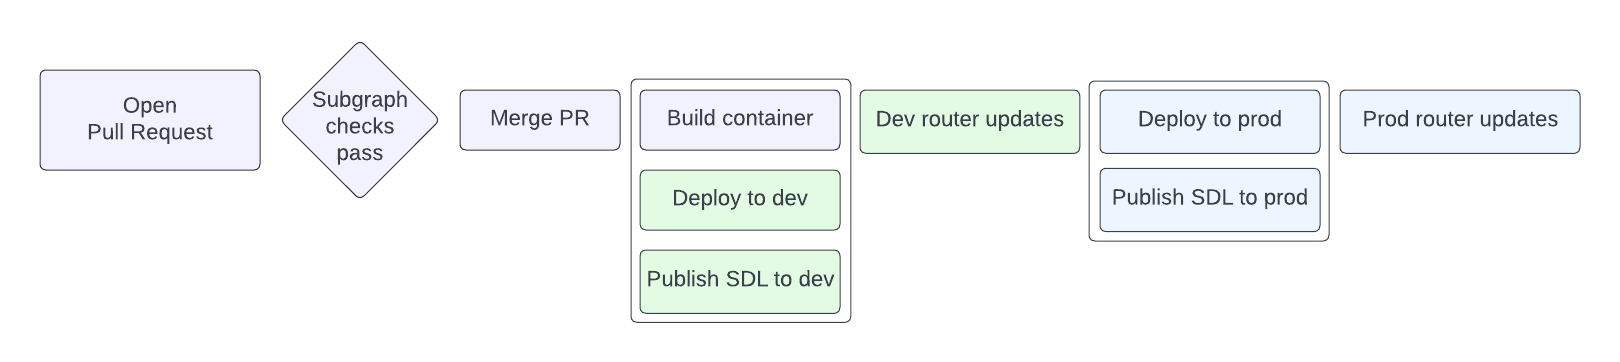 Open
Pull Request
Subgraph
checks
pass
Merge PR
Build container
Deploy to dev
Publish SDL to dev
Dev router updates
Deploy to prod
Publish SDL to prod
Prod router updates